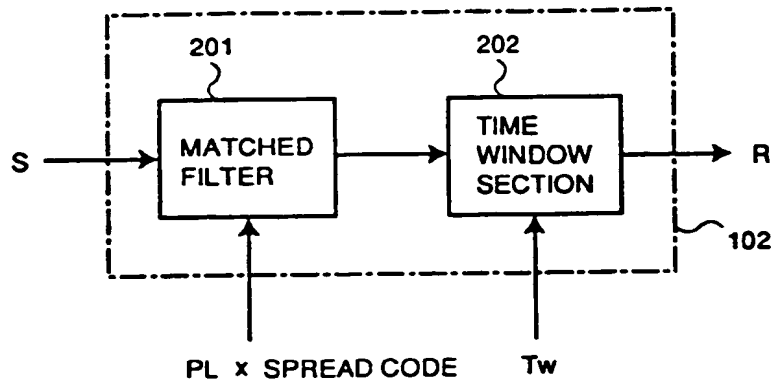 201
202
S
MATCHED
FILTER
TIME
WINDOW
SECTION
R
102
PL x SPREAD CODE
Tw